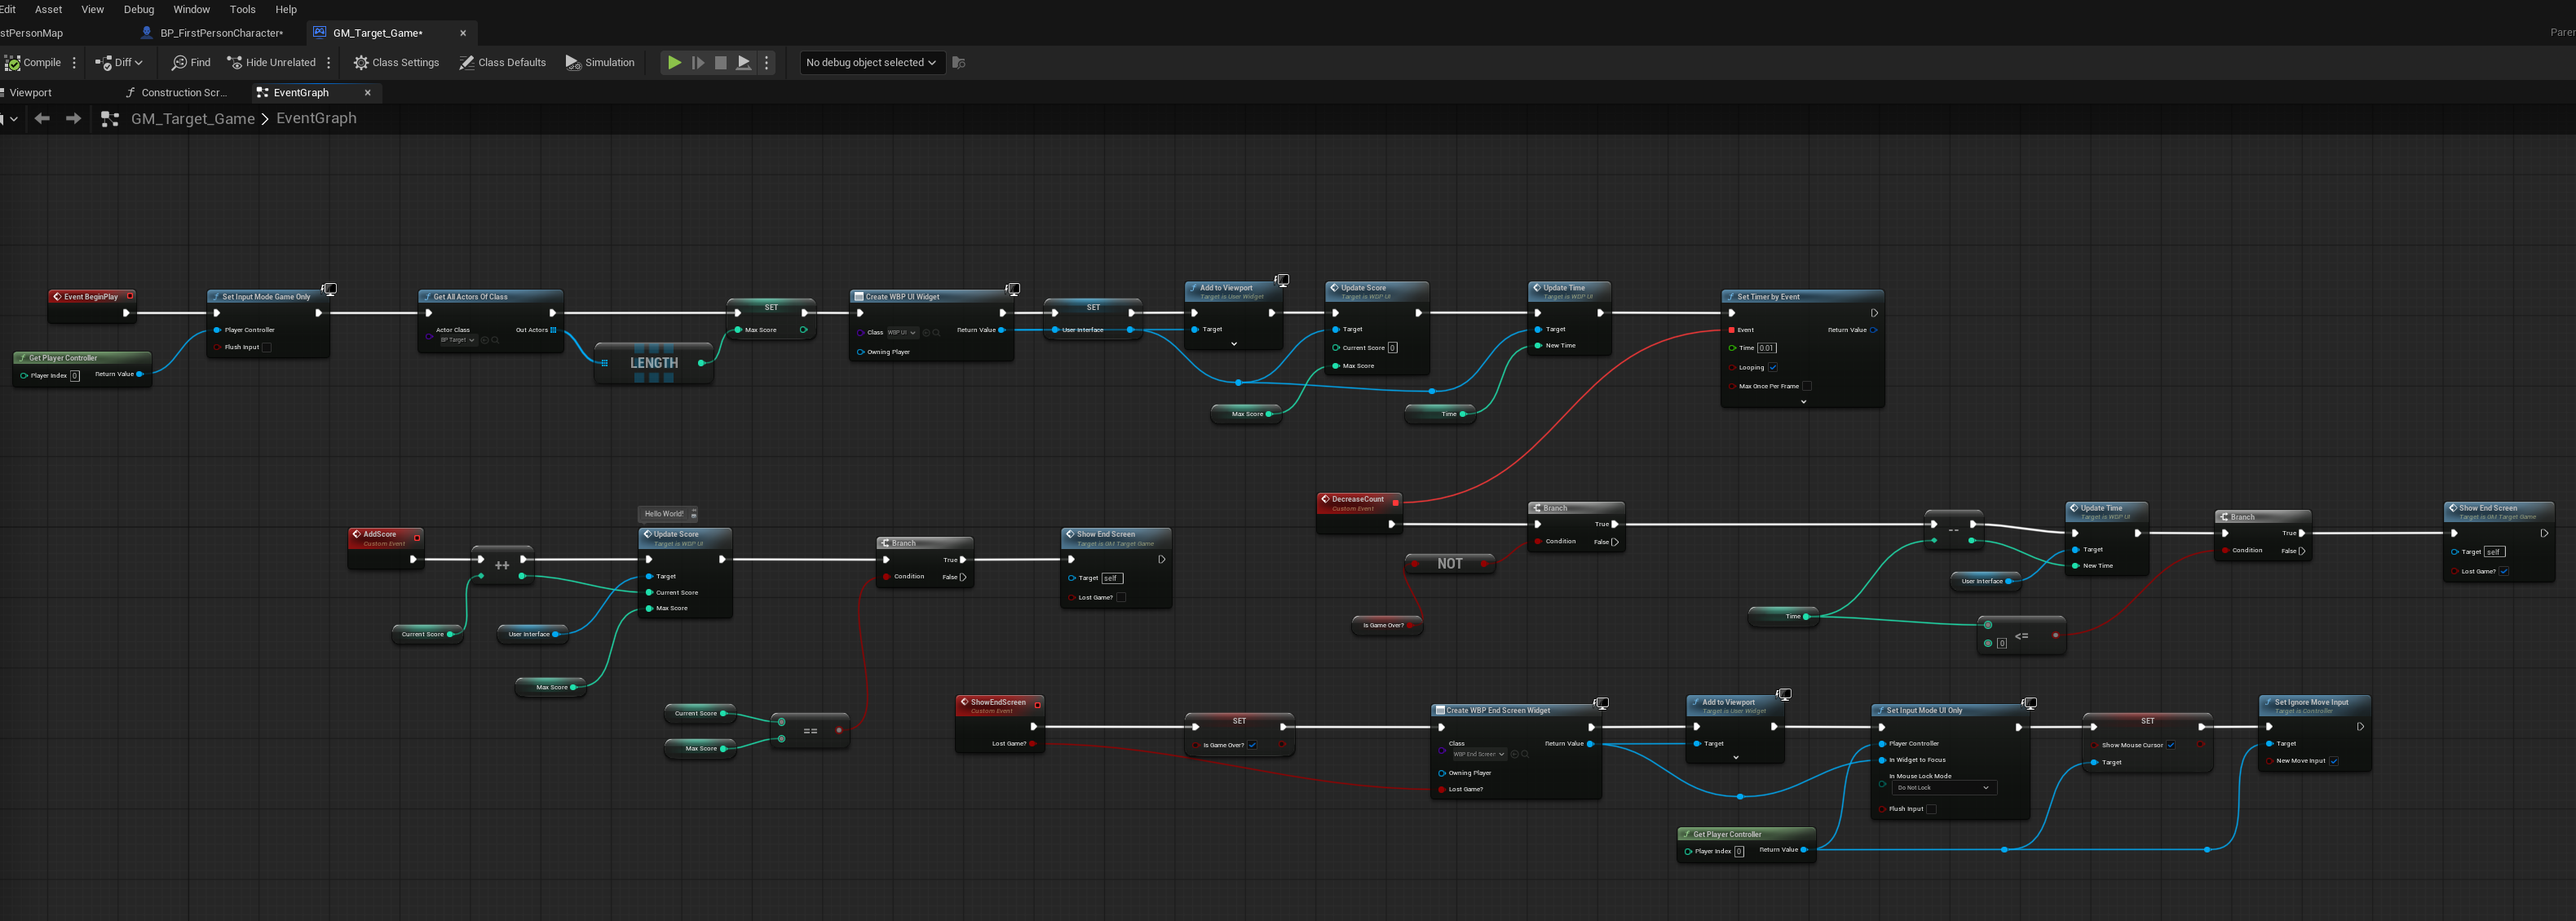 Edit Asset View Debug Window Tools Help
stPersonMap BP_FirstPersonCharacter* GM_Target_Game* Paren
Compile Diff Find Hide Unrelated Class Settings Class Defaults Simulation No debug object selected
Viewport Construction Scr... EventGraph
GM_Target_Game > EventGraph
Event BeginPlay
Get Player Controller
Player Index 0 Return Value
Set Input Mode Game Only
Player Controller
Flush Input
Get All Actors Of Class
Actor Class Out Actors
BP Target
LENGTH
SET
Max Score
Create WBP UI Widget
Class WBP UI Return Value
Owning Player
SET
User Interface
Add to Viewport
Target is User Widget
Target
Update Score
Target is WBP UI
Target
Current Score 0
Max Score
Max Score
Update Time
Target is WBP UI
Target
New Time
Time
Set Timer by Event
Event Return Value
Time 0.01
Looping
Max Once Per Frame
AddScore
Custom Event
++
Current Score
Hello World!
Update Score
Target is WBP UI
Target
Current Score
Max Score
User Interface
Max Score
Branch
True
Condition False
Current Score
Max Score
==
Show End Screen
Target is GM Target Game
Target self
Lost Game?
DecreaseCount
Custom Event
Branch
True
Condition False
NOT
Is Game Over?
--
Time
User Interface
Update Time
Target is WBP UI
Target
New Time
0 <=
Branch
True
Condition False
Show End Screen
Target is GM Target Game
Target self
Lost Game?
ShowEndScreen
Custom Event
Lost Game?
SET
Is Game Over?
Create WBP End Screen Widget
Class Return Value
WBP End Screen
Owning Player
Lost Game?
Add to Viewport
Target is User Widget
Target
Get Player Controller
Player Index 0 Return Value
Set Input Mode UI Only
Player Controller
In Widget to Focus
In Mouse Lock Mode
Do Not Lock
Flush Input
SET
Show Mouse Cursor
Target
Set Ignore Move Input
Target is Controller
Target
New Move Input